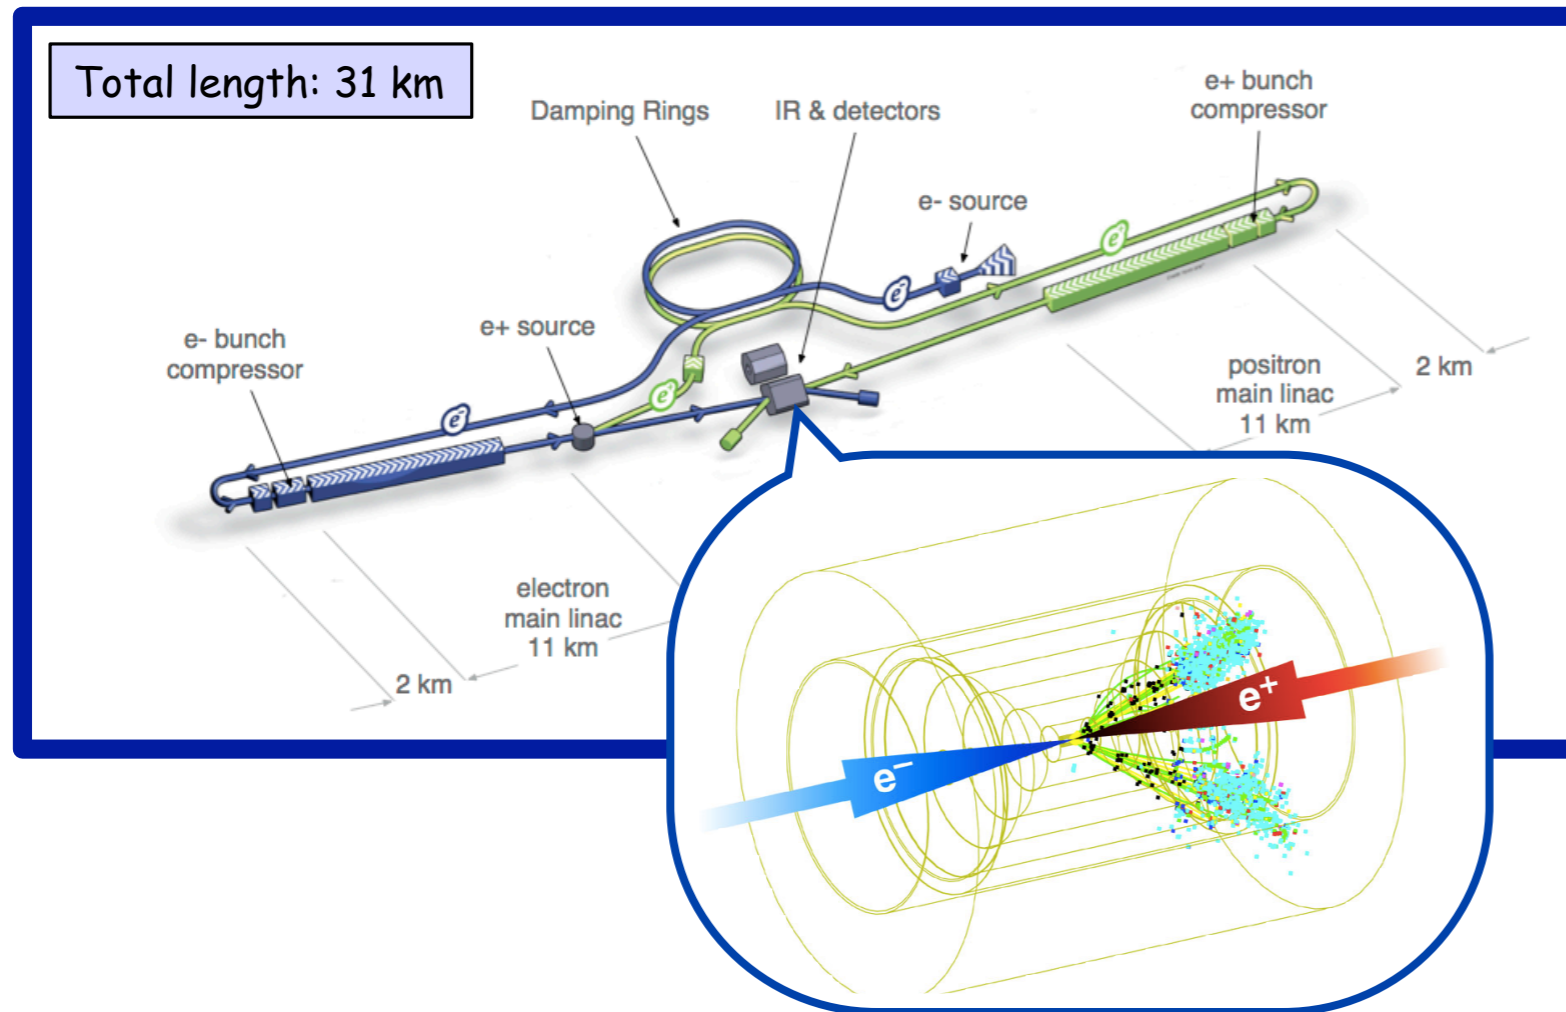 Total length: 31 km
Damping Rings
IR & detectors
e+ bunch
compressor
e- source
e-
e+
e+ source
e- bunch
compressor
e+
e-
positron
main linac
11 km
2 km
electron
main linac
11 km
2 km
e+
e−